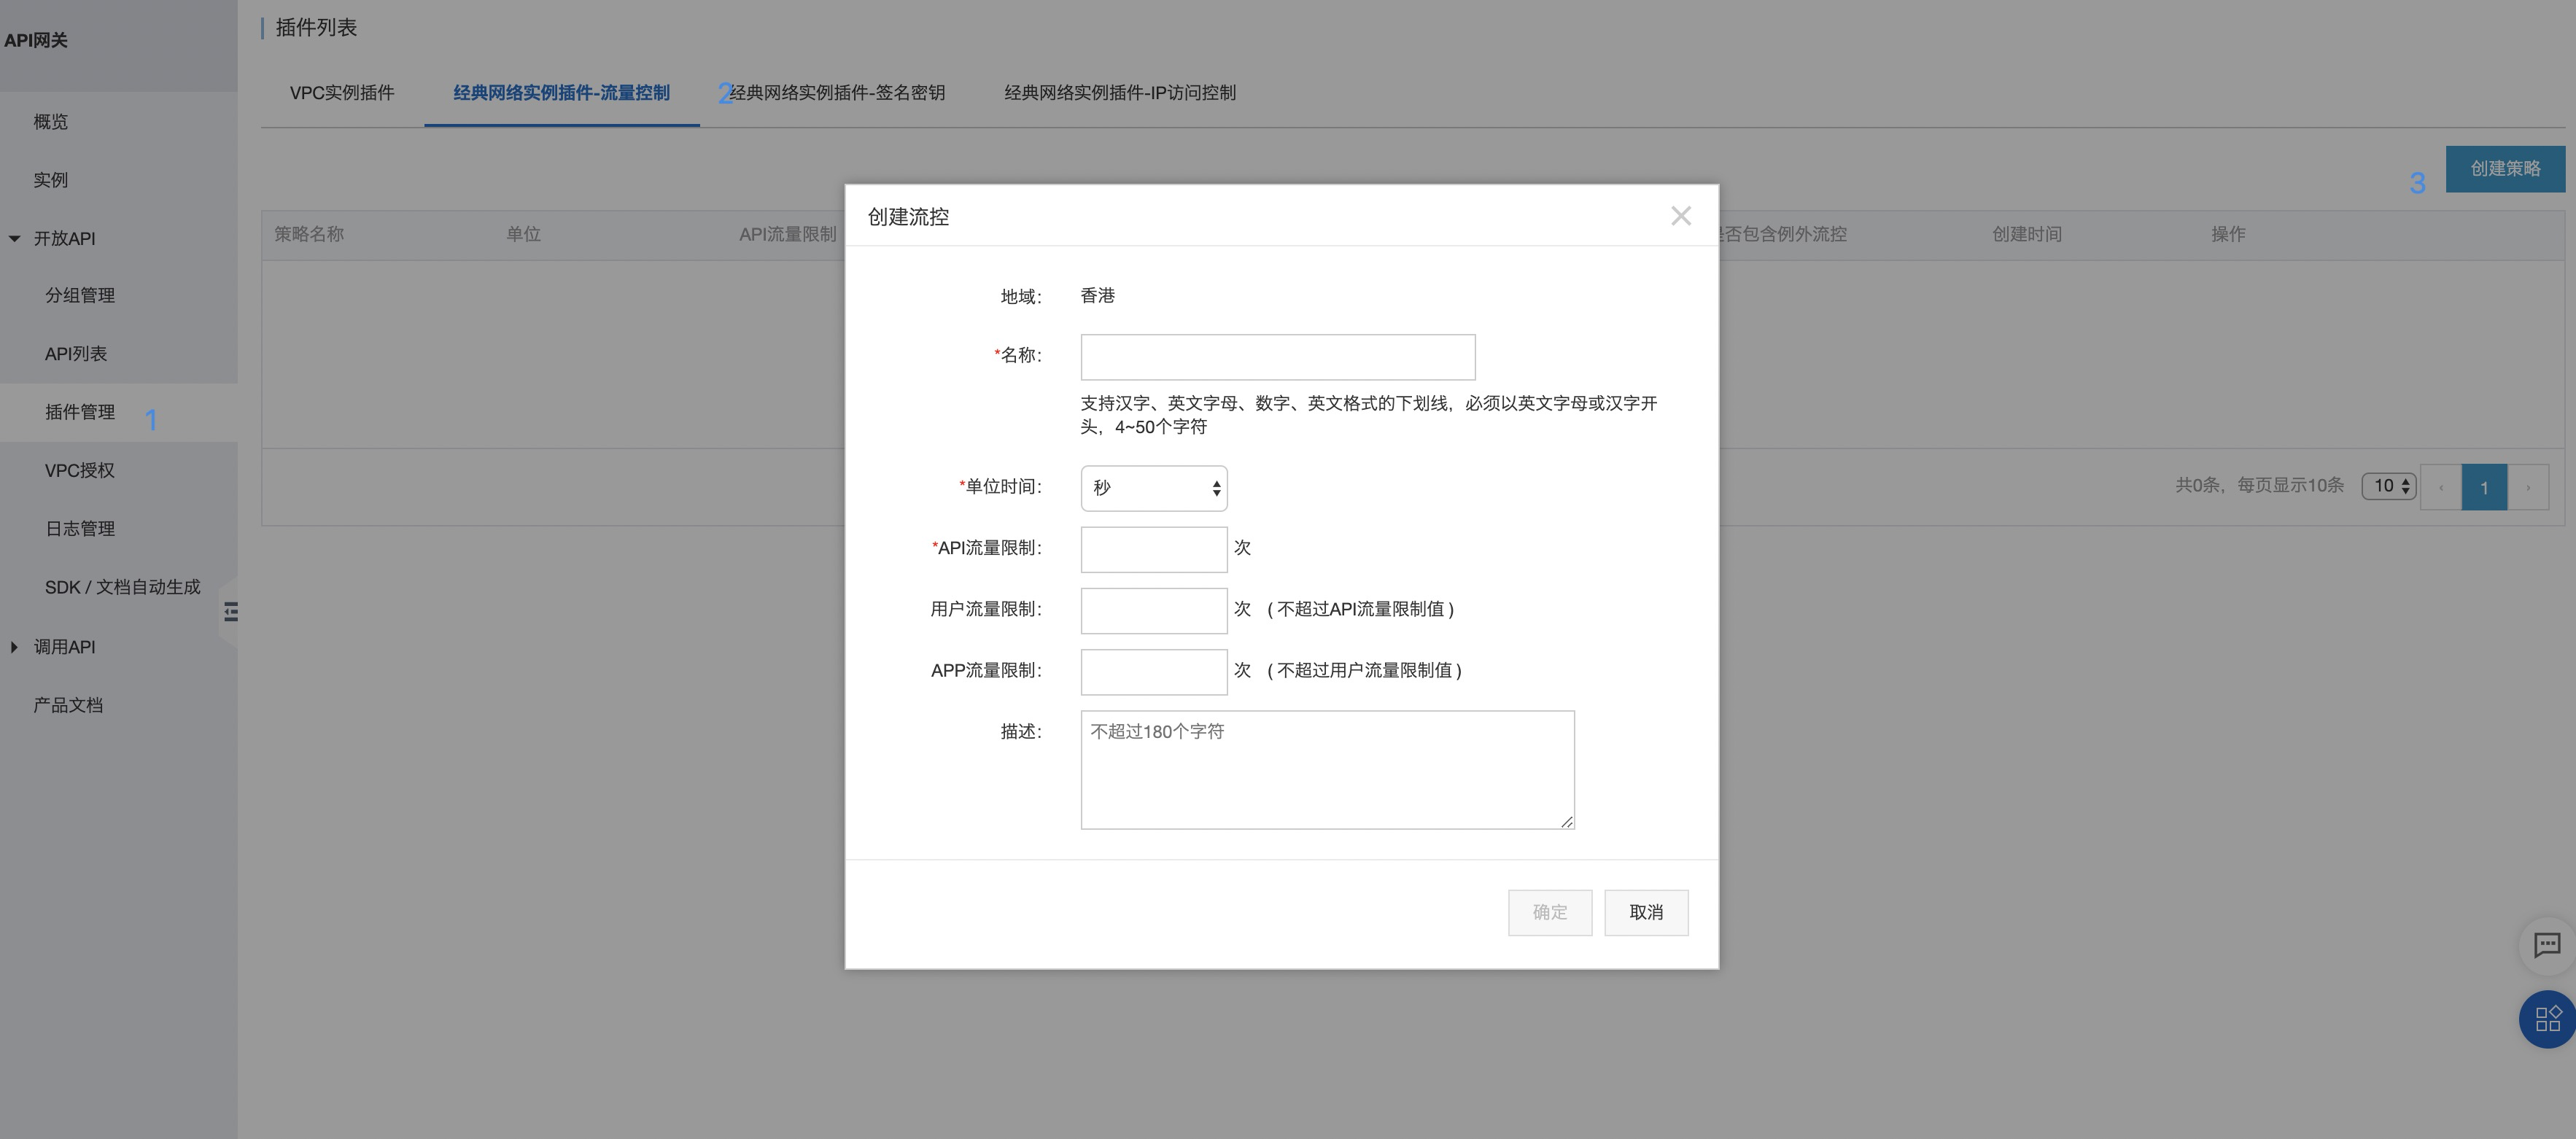 API网关
概览
实例
开放API
分组管理
API列表
插件管理 1
VPC授权
日志管理
SDK / 文档自动生成
调用API
产品文档
插件列表
VPC实例插件 经典网络实例插件-流量控制 2 经典网络实例插件-签名密钥 经典网络实例插件-IP访问控制
3 创建策略
策略名称 单位 API流量限制 是否包含例外流控 创建时间 操作
共0条，每页显示10条 10 ‹ 1 ›
创建流控
地域： 香港
*名称：
支持汉字、英文字母、数字、英文格式的下划线，必须以英文字母或汉字开
头，4~50个字符
*单位时间： 秒
*API流量限制： 次
用户流量限制： 次 ( 不超过API流量限制值 )
APP流量限制： 次 ( 不超过用户流量限制值 )
描述： 不超过180个字符
确定 取消